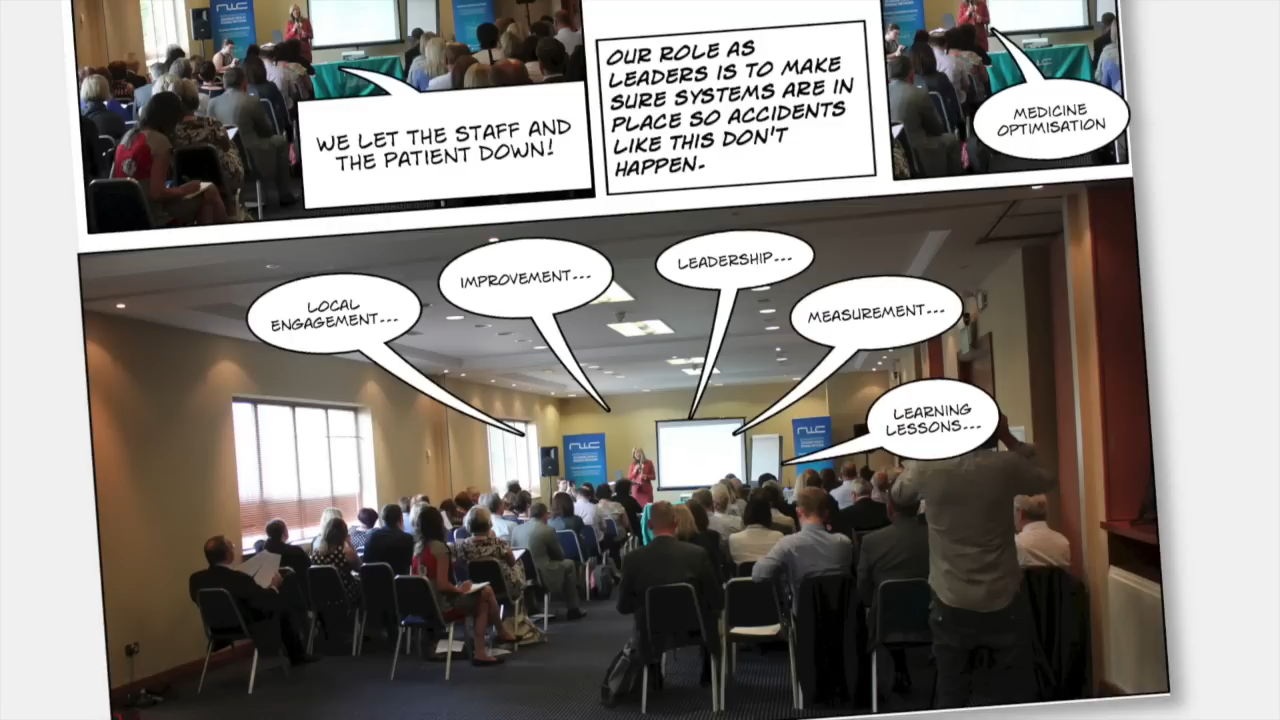 WE LET THE STAFF AND
THE PATIENT DOWN!
OUR ROLE AS
LEADERS IS TO MAKE
SURE SYSTEMS ARE IN
PLACE SO ACCIDENTS
LIKE THIS DON'T
HAPPEN.
MEDICINE
OPTIMISATION
LOCAL
ENGAGEMENT...
IMPROVEMENT...
LEADERSHIP...
MEASUREMENT...
LEARNING
LESSONS...